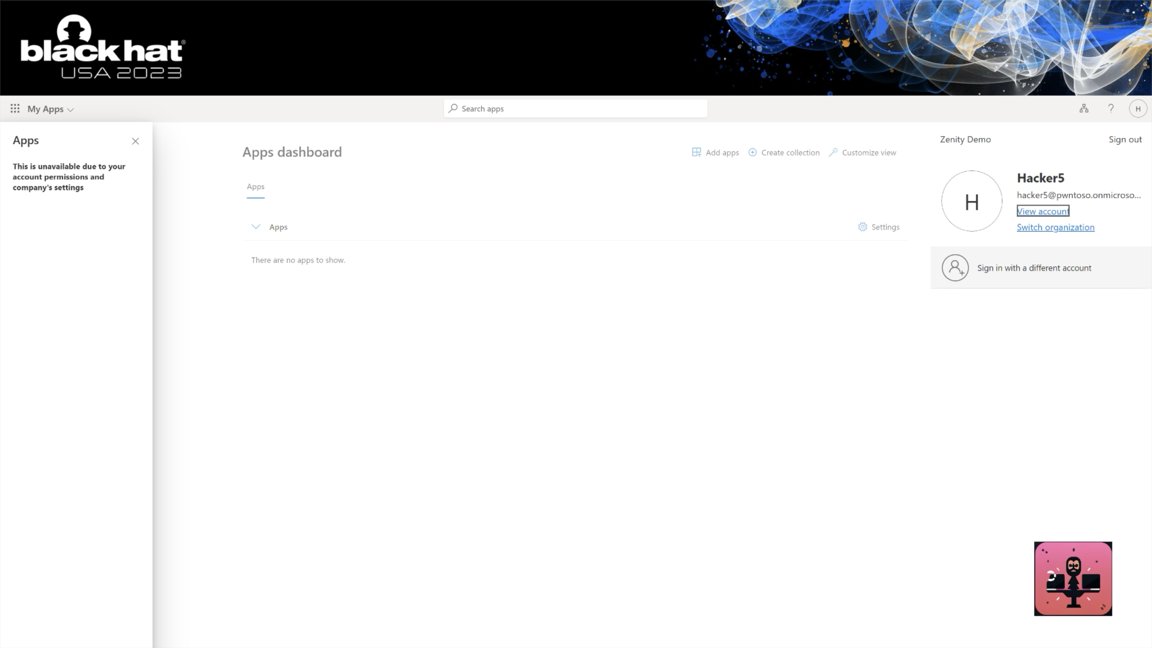 black hat®
USA 2023
My Apps
Search apps
?
H
Apps
This is unavailable due to your
account permissions and
company's settings
Apps dashboard
Add apps
Create collection
Customize view
Apps
Apps
Settings
There are no apps to show.
Zenity Demo
Sign out
H
Hacker5
hacker5@pwntoso.onmicroso...
View account
Switch organization
Sign in with a different account